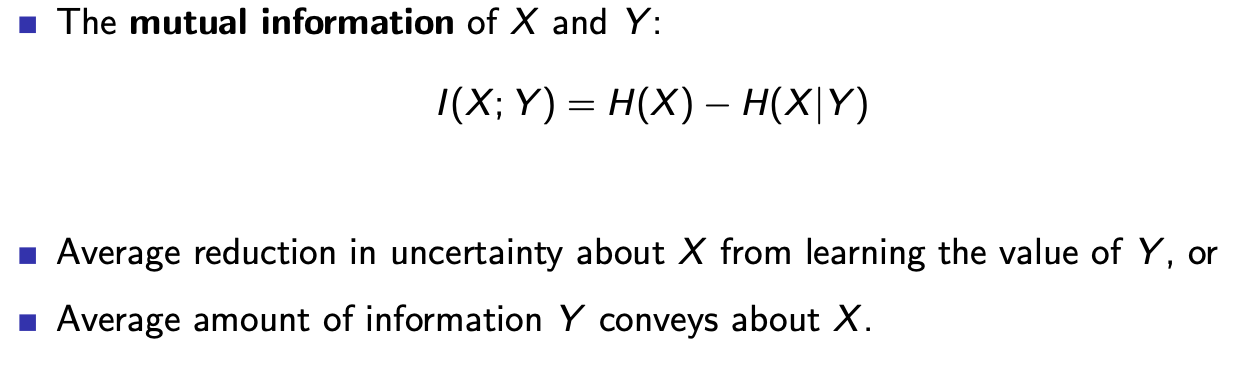 ■ The mutual information of X and Y:
I(X; Y) = H(X) − H(X|Y)
■ Average reduction in uncertainty about X from learning the value of Y, or
■ Average amount of information Y conveys about X.